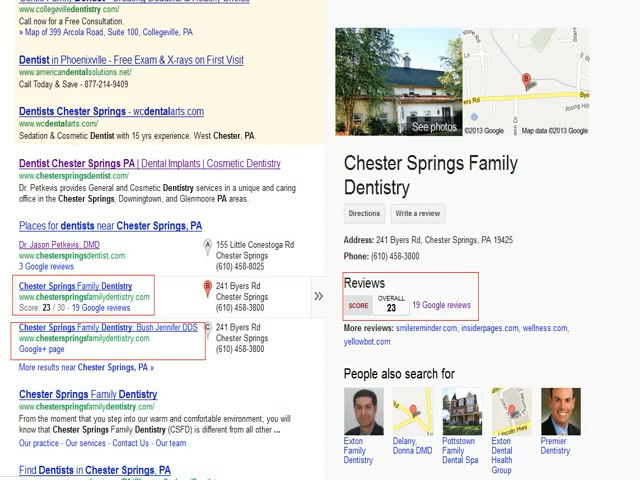 www.collegevilledentistry.com/
Call now for a Free Consultation.
» Map of 399 Arcola Road, Suite 100, Collegeville, PA
Dentist in Phoenixville - Free Exam & X-rays on First Visit
www.americandentalsolutions.net/
Call Today & Save - 877-214-9409
Dentists Chester Springs - wcdentalarts.com
www.wcdentalarts.com/
Sedation & Cosmetic Dentist with 15 yrs experience. West Chester, PA.
Dentist Chester Springs PA | Dental Implants | Cosmetic Dentistry
www.chesterspringsdentist.com/
Dr. Petkevis provides General and Cosmetic Dentistry services in a unique and caring
office in the Chester Springs, Downingtown, and Glenmoore PA areas.
Places for dentists near Chester Springs, PA
Dr. Jason Petkevis, DMD
www.chesterspringsdentist.com/
3 Google reviews
A
155 Little Conestoga Rd
Chester Springs
(610) 458-8025
Chester Springs Family Dentistry
www.chesterspringsfamilydentistry.com
Score: 23 / 30 - 19 Google reviews
B
241 Byers Rd
Chester Springs
(610) 458-3800
Chester Springs Family Dentistry: Bush Jennifer DDS
www.chesterspringsfamilydentistry.com/
Google+ page
C
241 Byers Rd
Chester Springs
(610) 458-3800
More results near Chester Springs, PA »
Chester Springs Family Dentistry
www.chesterspringsfamilydentistry.com/
From the moment that you step into our warm and comfortable environment, you will
know that Chester Springs Family Dentistry (CSFD) is different from all other ...
Our practice - Our services - Contact Us - Our team
Find Dentists in Chester Springs, PA
»
See photos
©2013 Google
B
Byers Rd
©2013 Google Map data ©2013 Google
Chester Springs Family
Dentistry
Directions
Write a review
Address: 241 Byers Rd, Chester Springs, PA 19425
Phone: (610) 458-3800
Reviews
SCORE
OVERALL
23
19 Google reviews
More reviews: smilereminder.com, insiderpages.com, wellness.com,
yellowbot.com
People also search for
Lincoln Hwy
Exton
Family
Dentistry
Delany,
Donna DMD
Pottstown
Family
Dental Spa
Exton
Dental
Health
Group
Premier
Dentistry